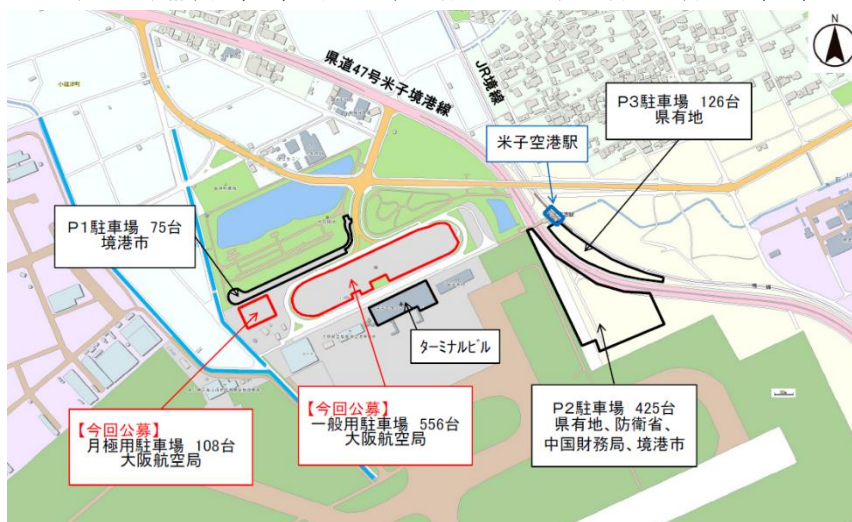 N
県道47号米子境港線
JR境線
小篠津町
P3駐車場 126台
県有地
米子空港駅
P1駐車場 75台
境港市
ターミナルビル
【今回公募】
月極用駐車場 108台
大阪航空局
【今回公募】
一般用駐車場 556台
大阪航空局
P2駐車場 425台
県有地、防衛省、
中国財務局、境港市